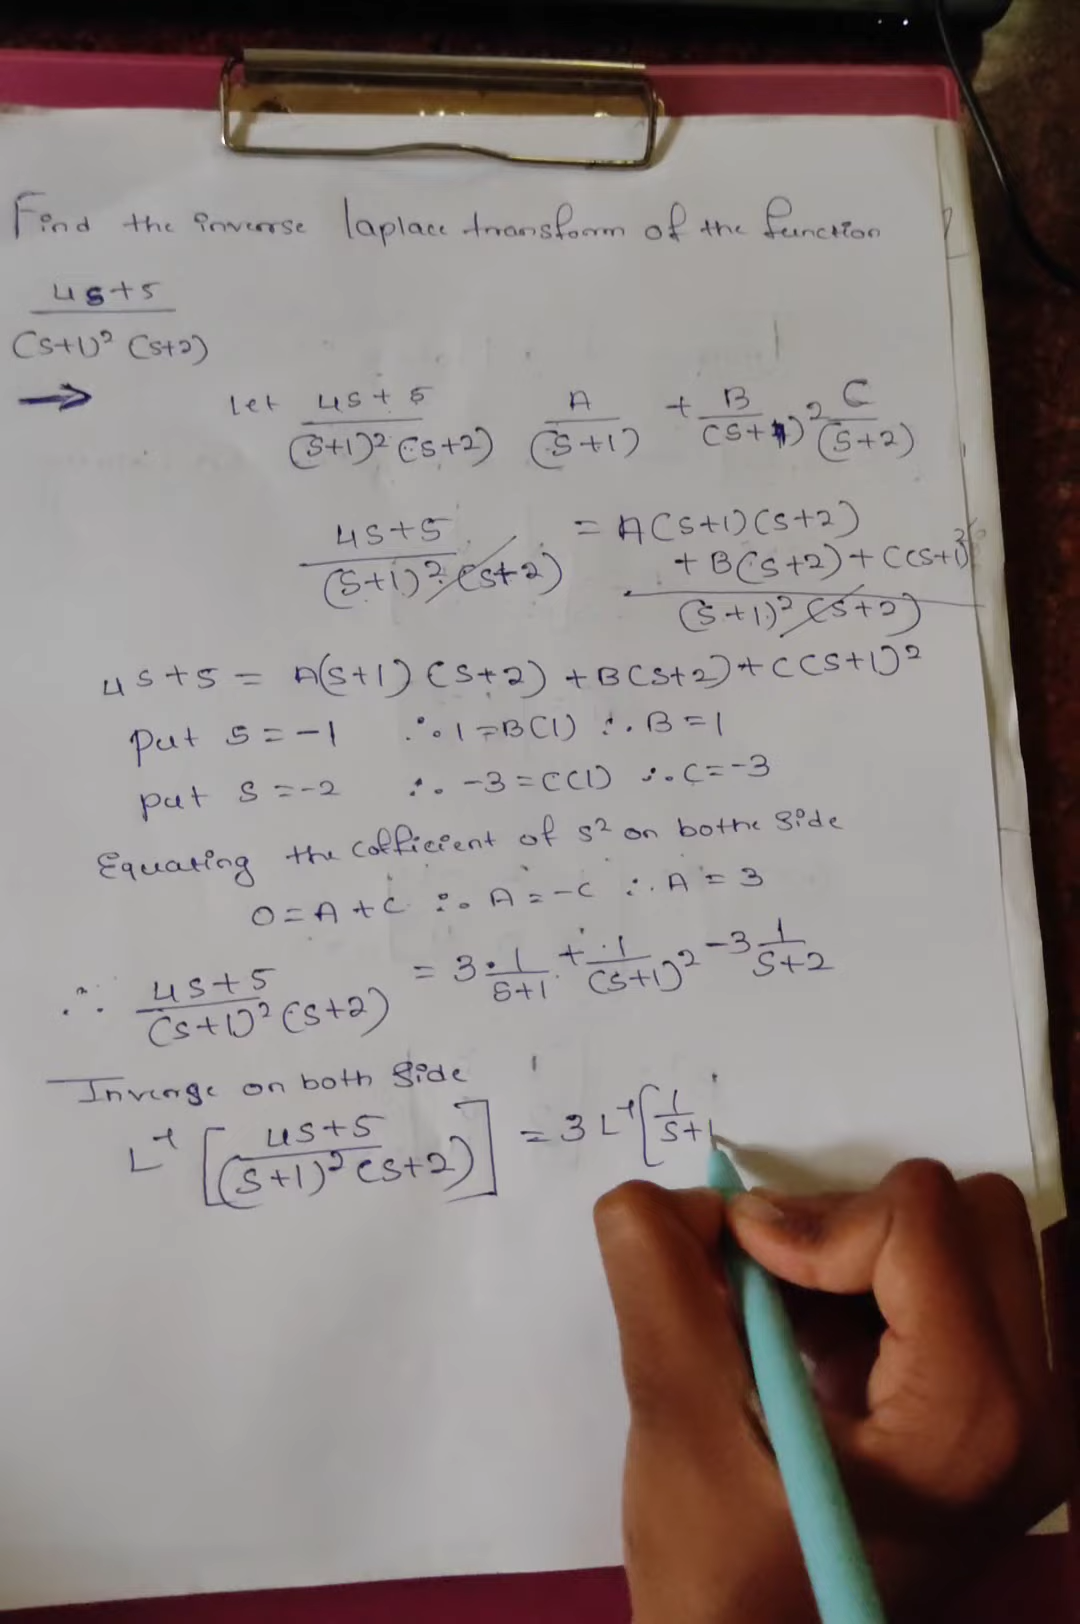 Find the inverse laplace transform of the function
4s+5
(s+1)² (s+2)
→ Let 4s+5 / (s+1)² (s+2) A / (s+1) + B / (s+1)² C / (s+2)
4s+5 / (s+1)² (s+2) = A(s+1)(s+2)
+ B(s+2) + C(s+1)² / (s+1)² (s+2)
4s+5 = A(s+1) (s+2) + B(s+2) + C(s+1)²
put s=-1 ∴ 1=B(1) ∴ B=1
put s=-2 ∴ -3=C(1) ∴ C=-3
Equating the cofficient of s² on bothe side
0=A+C ∴ A=-C ∴ A=3
∴ 4s+5 / (s+1)² (s+2) = 3·1 / s+1 + 1 / (s+1)² -3 1 / s+2
Inverge on both side
L⁻¹ [4s+5 / (s+1)² (s+2)] = 3 L⁻¹ [1 / s+1